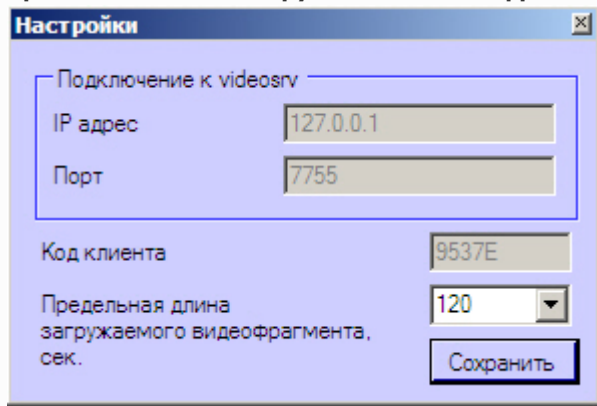 Настройки
Подключение к videosrv
IP адрес 127.0.0.1
Порт 7755
Код клиента 9537E
Предельная длина 120
загружаемого видеофрагмента,
сек.
Сохранить